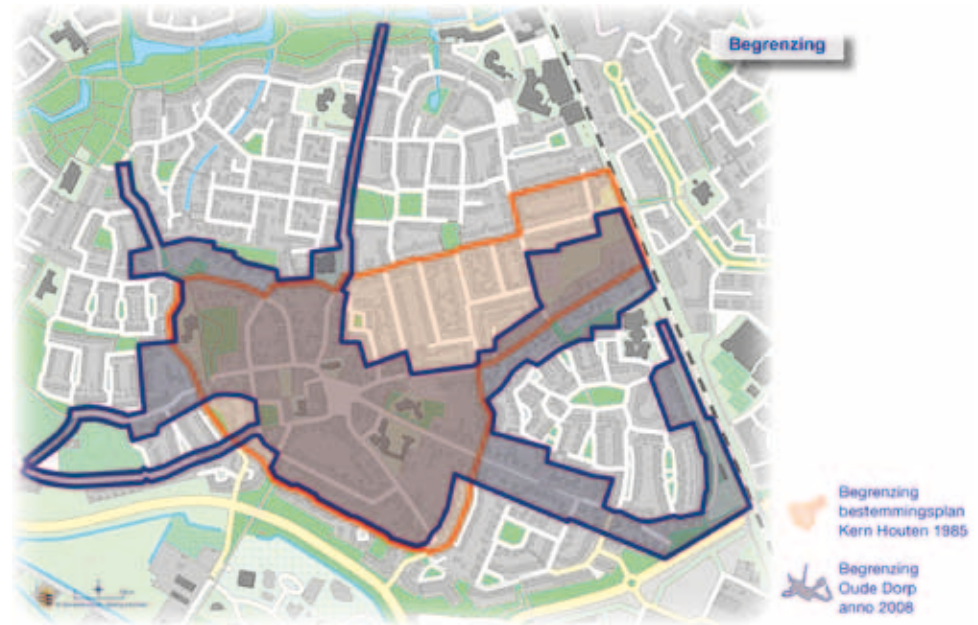 Begrenzing
Begrenzing
bestemmingsplan
Kern Houten 1985
Begrenzing
Oude Dorp
anno 2008